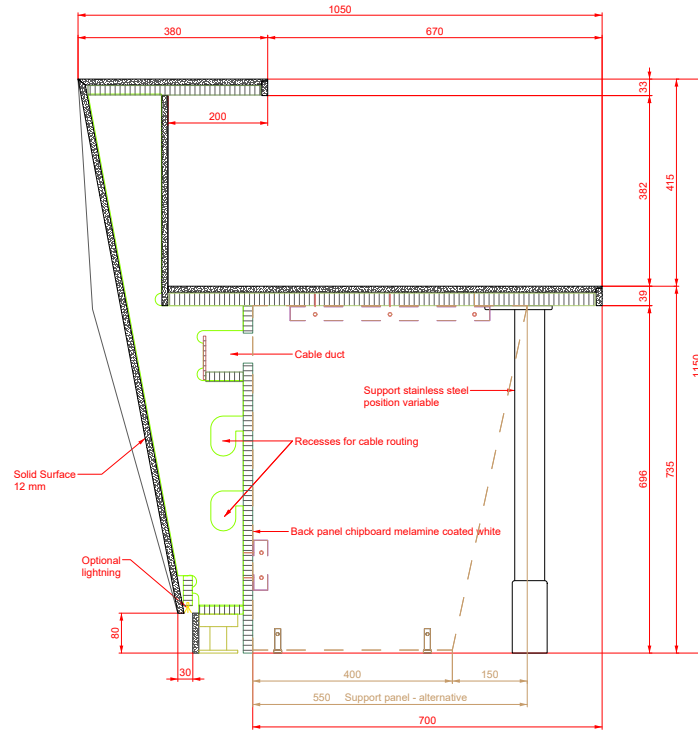 1050
380
670
33
200
382
415
39
1150
Cable duct
Support stainless steel
position variable
Recesses for cable routing
Solid Surface
12 mm
696
735
Back panel chipboard melamine coated white
Optional
lightning
80
30
400
150
550 Support panel - alternative
700